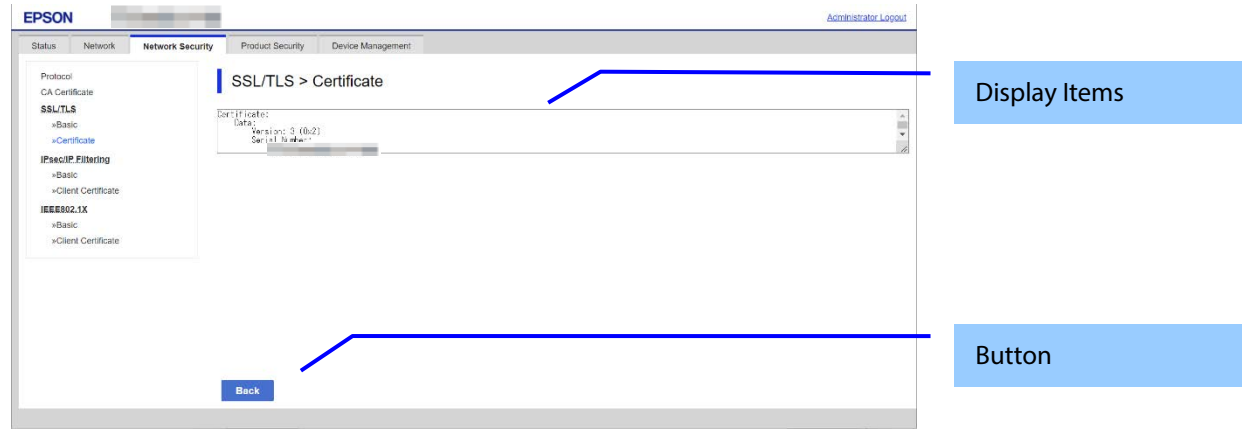 EPSON
Administrator Logout
Status Network Network Security Product Security Device Management
Protocol
CA Certificate
SSL/TLS
»Basic
»Certificate
IPsec/IP Filtering
»Basic
»Client Certificate
IEEE802.1X
»Basic
»Client Certificate
SSL/TLS > Certificate
Certificate:
Data:
Version: 3 (0x2)
Serial Number:
Back
Display Items
Button